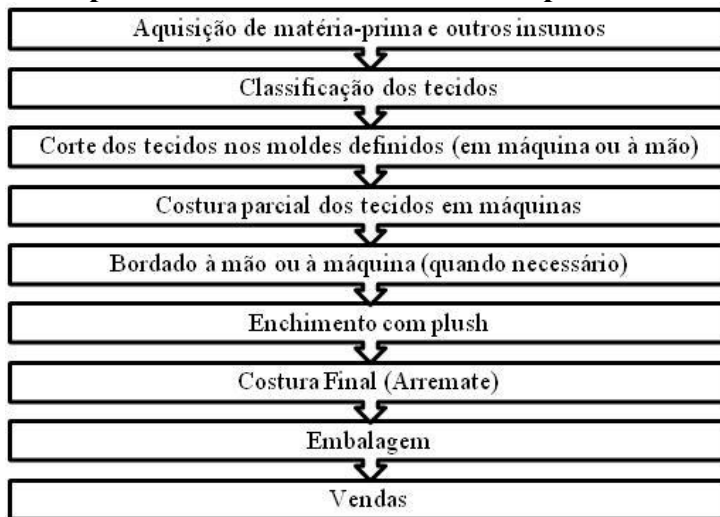 Aquisição de matéria-prima e outros insumos
Classificação dos tecidos
Corte dos tecidos nos moldes definidos (em máquina ou à mão)
Costura parcial dos tecidos em máquinas
Bordado à mão ou à máquina (quando necessário)
Enchimento com plush
Costura Final (Arremate)
Embalagem
Vendas